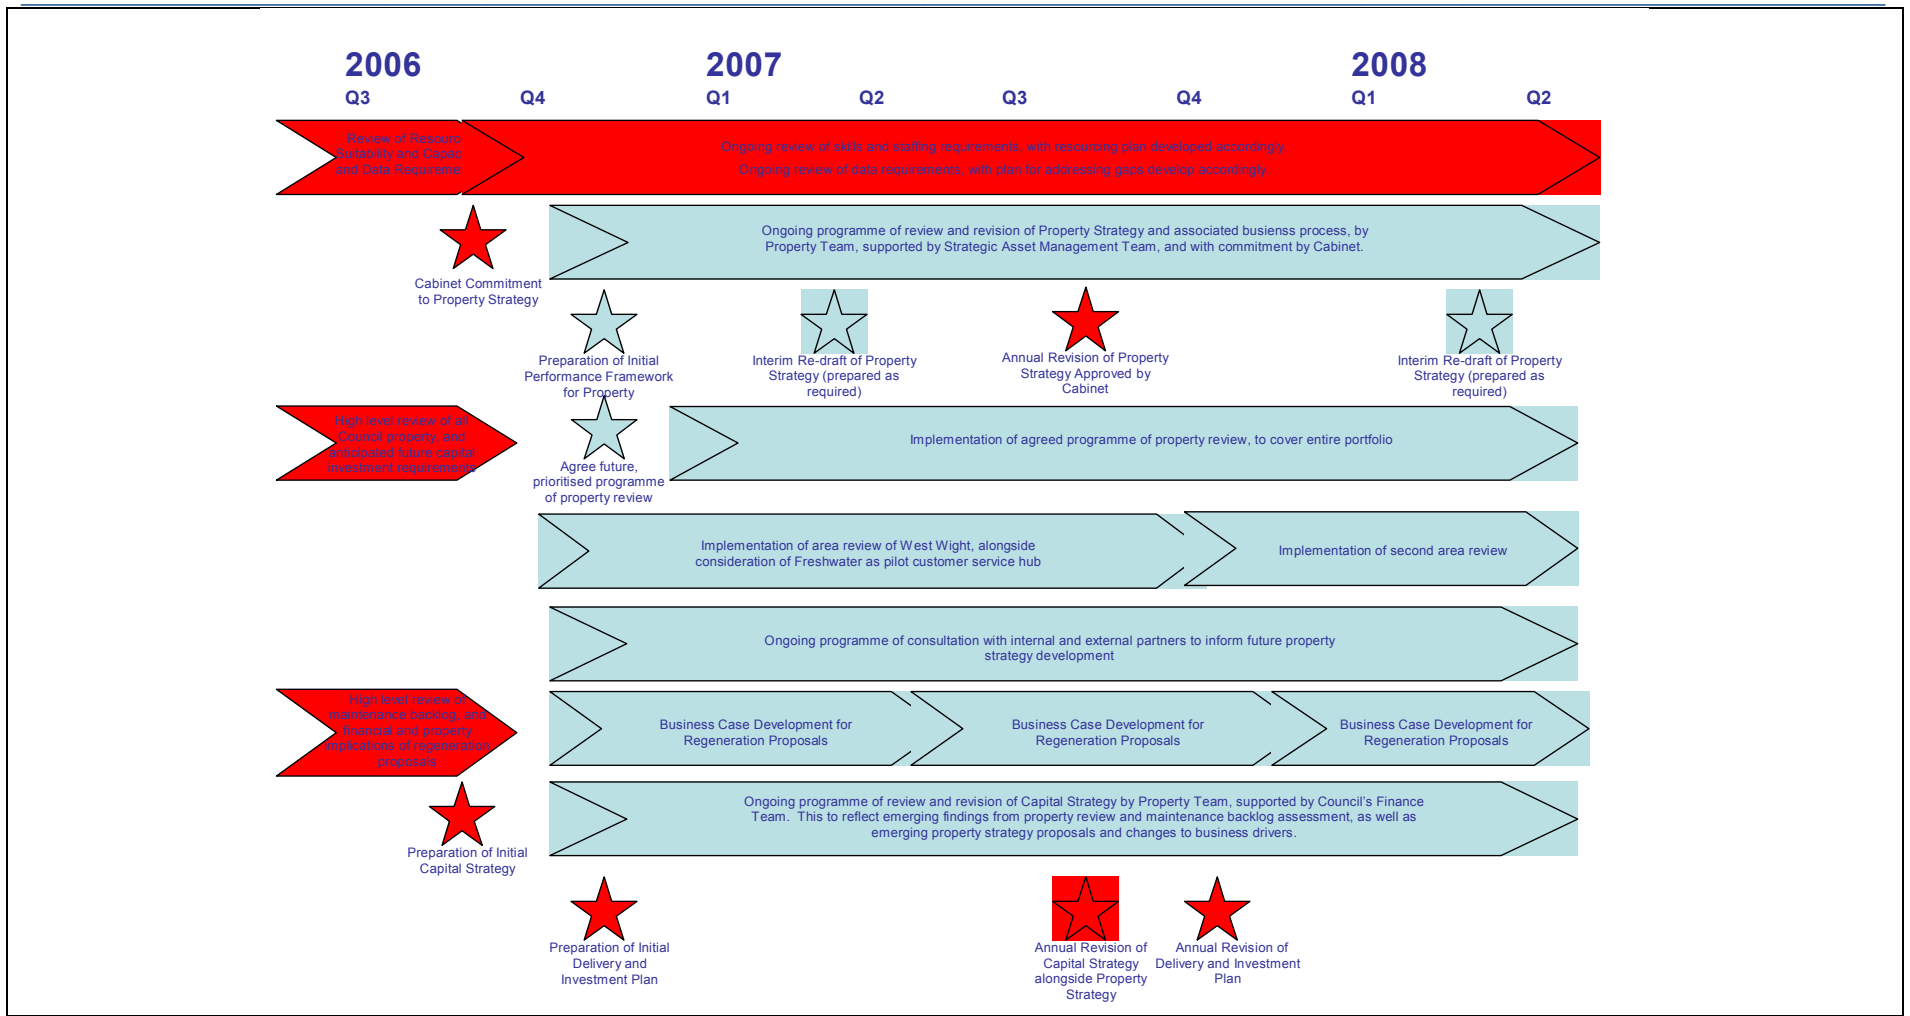 2006 2007 2008
Q3 Q4 Q1 Q2 Q3 Q4 Q1 Q2
Review of Resourc
Suitability and Capac
and Data Requireme
Ongoing review of skills and staffing requirements, with resourcing plan developed accordingly.
Ongoing review of data requirements, with plan for addressing gaps develop accordingly.
Cabinet Commitment
to Property Strategy
Ongoing programme of review and revision of Property Strategy and associated busienss process, by
Property Team, supported by Strategic Asset Management Team, and with commitment by Cabinet.
Preparation of Initial
Performance Framework
for Property
Interim Re-draft of Property
Strategy (prepared as
required)
Annual Revision of Property
Strategy Approved by
Cabinet
Interim Re-draft of Property
Strategy (prepared as
required)
High level review of all
Council property, and
anticipated future capital
investment requirements
Agree future,
prioritised programme
of property review
Implementation of agreed programme of property review, to cover entire portfolio
Implementation of area review of West Wight, alongside
consideration of Freshwater as pilot customer service hub
Implementation of second area review
Ongoing programme of consultation with internal and external partners to inform future property
strategy development
High level review of
maintenance backlog, and
financial and property
implications of regeneration
proposals
Business Case Development for
Regeneration Proposals
Business Case Development for
Regeneration Proposals
Business Case Development for
Regeneration Proposals
Preparation of Initial
Capital Strategy
Ongoing programme of review and revision of Capital Strategy by Property Team, supported by Council's Finance
Team. This to reflect emerging findings from property review and maintenance backlog assessment, as well as
emerging property strategy proposals and changes to business drivers.
Preparation of Initial
Delivery and
Investment Plan
Annual Revision of
Capital Strategy
alongside Property
Strategy
Annual Revision of
Delivery and Investment
Plan